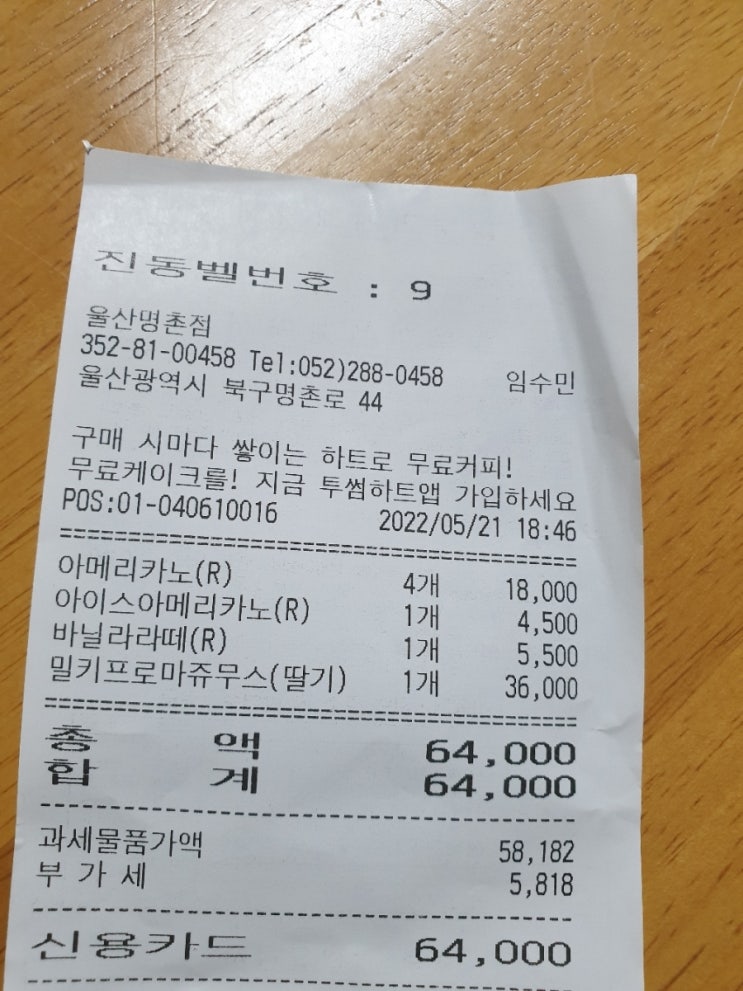 진동벨번호 : 9
울산명촌점
352-81-00458 Tel:052)288-0458 임수민
울산광역시 북구명촌로 44
구매 시마다 쌓이는 하트로 무료커피!
무료케이크를! 지금 투썸하트앱 가입하세요
POS:01-040610016 2022/05/21 18:46
아메리카노(R) 4개 18,000
아이스아메리카노(R) 1개 4,500
바닐라라떼(R) 1개 5,500
밀키프로마쥬무스(딸기) 1개 36,000
총 액 64,000
합 계 64,000
과세물품가액 58,182
부 가 세 5,818
신용카드 64,000